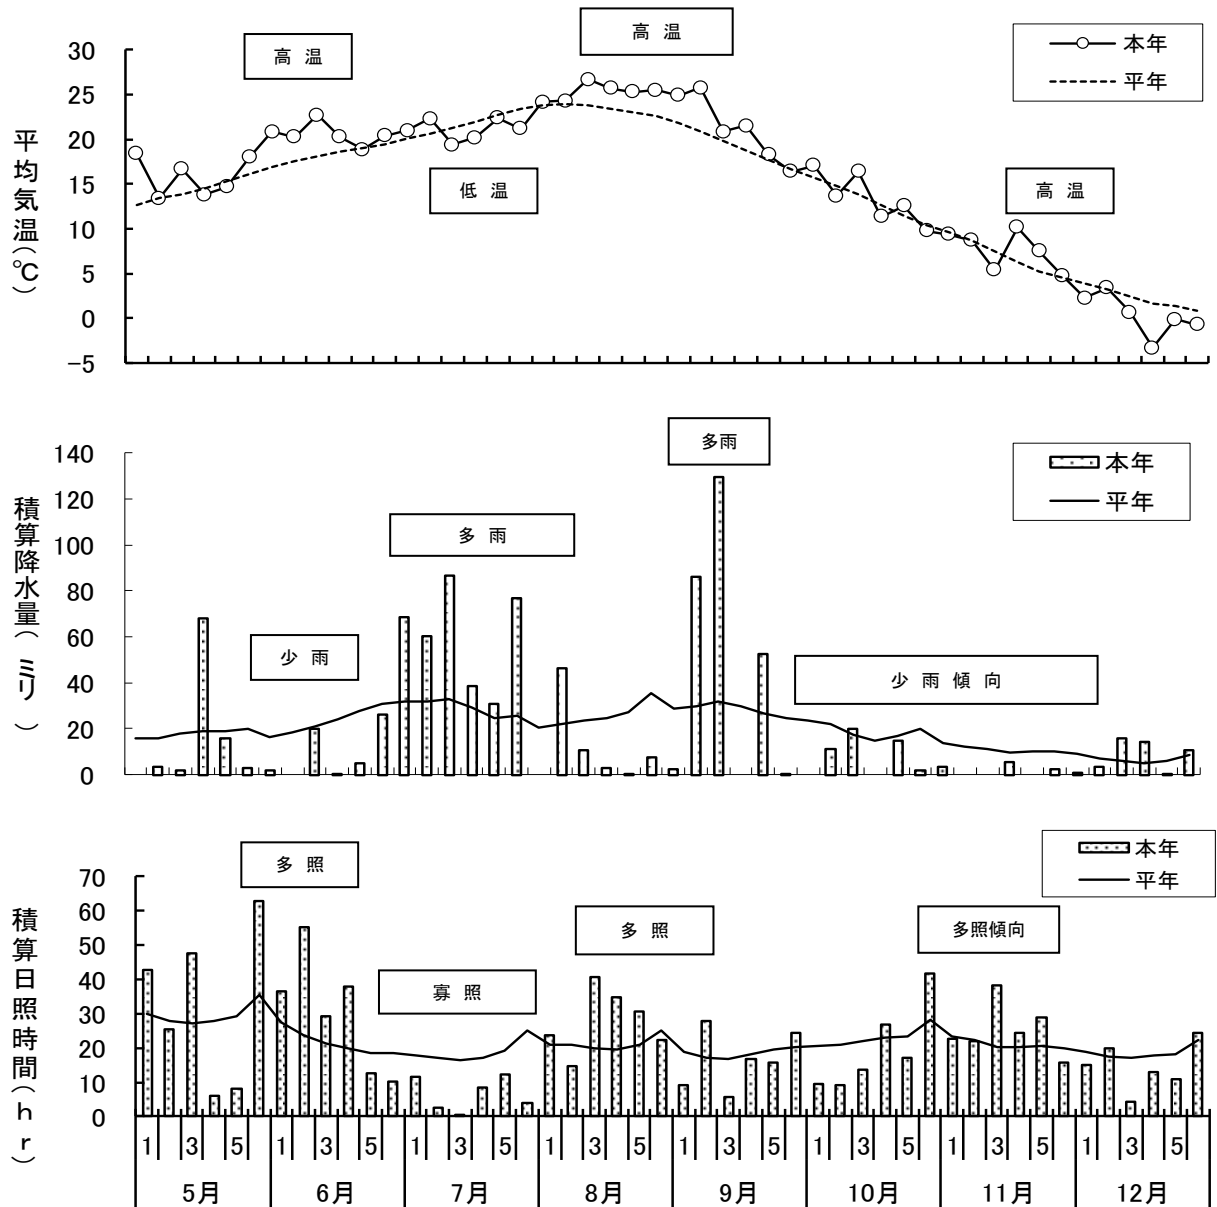 高 温
高 温
本年
平年
低 温
高 温
平均気温(℃)
30
25
20
15
10
5
0
−5
多雨
本年
平年
多 雨
少 雨
少 雨 傾 向
積算降水量(ミリ)
140
120
100
80
60
40
20
0
本年
平年
多 照
多 照
多照傾向
寡 照
積算日照時間(hr)
70
60
50
40
30
20
10
0
1 3 5 1 3 5 1 3 5 1 3 5 1 3 5 1 3 5 1 3 5 1 3 5
5月 6月 7月 8月 9月 10月 11月 12月